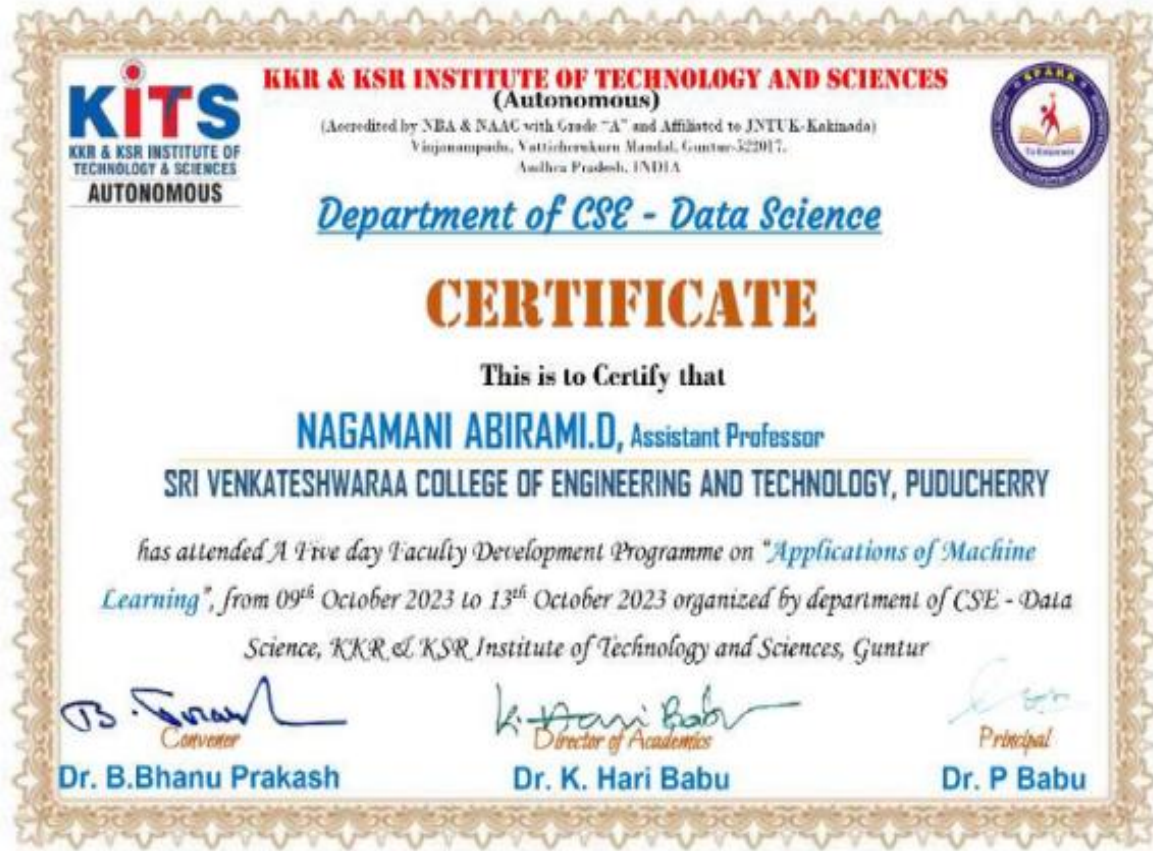 KiTS
KKR & KSR INSTITUTE OF
TECHNOLOGY & SCIENCES
AUTONOMOUS
KKR & KSR INSTITUTE OF TECHNOLOGY AND SCIENCES
(Autonomous)
(Accredited by NBA & NAAC with Grade "A" and Affiliated to JNTUK-Kakinada)
Vinjanampadu, Vatticherukuru Mandal, Guntur-522017.
Andhra Pradesh, INDIA
SPARK
To Empower
Department of CSE - Data Science
CERTIFICATE
This is to Certify that
NAGAMANI ABIRAMI.D, Assistant Professor
SRI VENKATESHWARAA COLLEGE OF ENGINEERING AND TECHNOLOGY, PUDUCHERRY
has attended A Five day Faculty Development Programme on "Applications of Machine
Learning", from 09th October 2023 to 13th October 2023 organized by department of CSE - Data
Science, KKR & KSR Institute of Technology and Sciences, Guntur
K. Hari Babu
Convener
Director of Academics
Principal
Dr. B.Bhanu Prakash
Dr. K. Hari Babu
Dr. P Babu